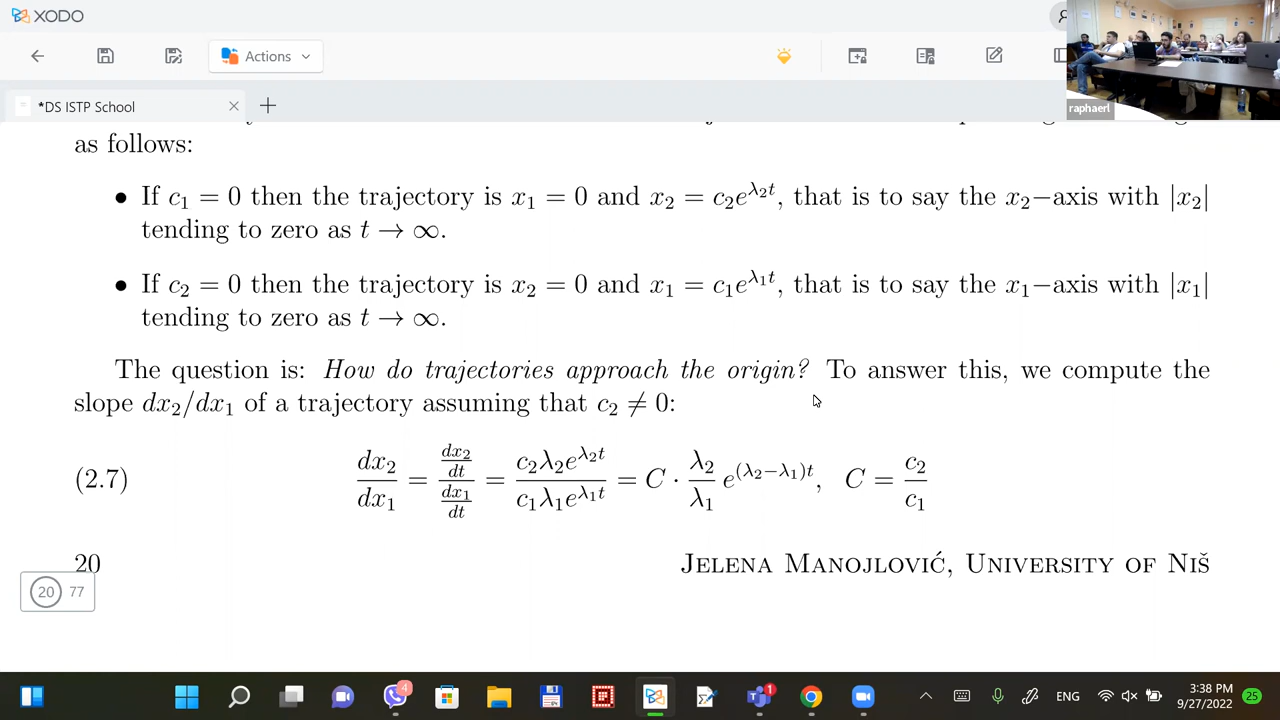 XODO
Actions
raphaerl
*DS ISTP School
as follows:
• If c₁ = 0 then the trajectory is x₁ = 0 and x₂ = c₂e^{λ₂t}, that is to say the x₂−axis with |x₂|
tending to zero as t → ∞.
• If c₂ = 0 then the trajectory is x₂ = 0 and x₁ = c₁e^{λ₁t}, that is to say the x₁−axis with |x₁|
tending to zero as t → ∞.
The question is: How do trajectories approach the origin? To answer this, we compute the
slope dx₂/dx₁ of a trajectory assuming that c₂ ≠ 0:
(2.7) dx₂/dx₁ = (dx₂/dt)/(dx₁/dt) = c₂λ₂e^{λ₂t}/c₁λ₁e^{λ₁t} = C · λ₂/λ₁ e^{(λ₂−λ₁)t}, C = c₂/c₁
20 Jelena Manojlović, University of Niš
20 77
4
1
ENG
3:38 PM
9/27/2022
25